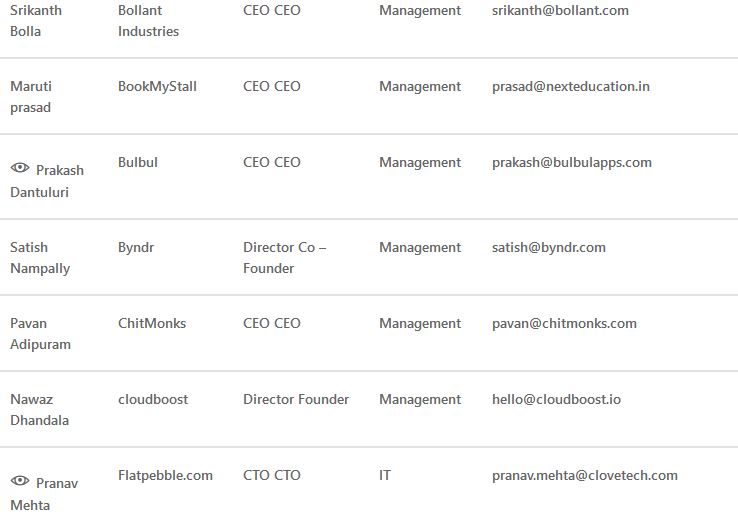 Srikanth Bollant CEO CEO Management srikanth@bollant.com
Bolla Industries
Maruti BookMyStall CEO CEO Management prasad@nexteducation.in
prasad
Prakash Bulbul CEO CEO Management prakash@bulbulapps.com
Dantuluri
Satish Byndr Director Co – Management satish@byndr.com
Nampally Founder
Pavan ChitMonks CEO CEO Management pavan@chitmonks.com
Adipuram
Nawaz cloudboost Director Founder Management hello@cloudboost.io
Dhandala
Pranav Flatpebble.com CTO CTO IT pranav.mehta@clovetech.com
Mehta